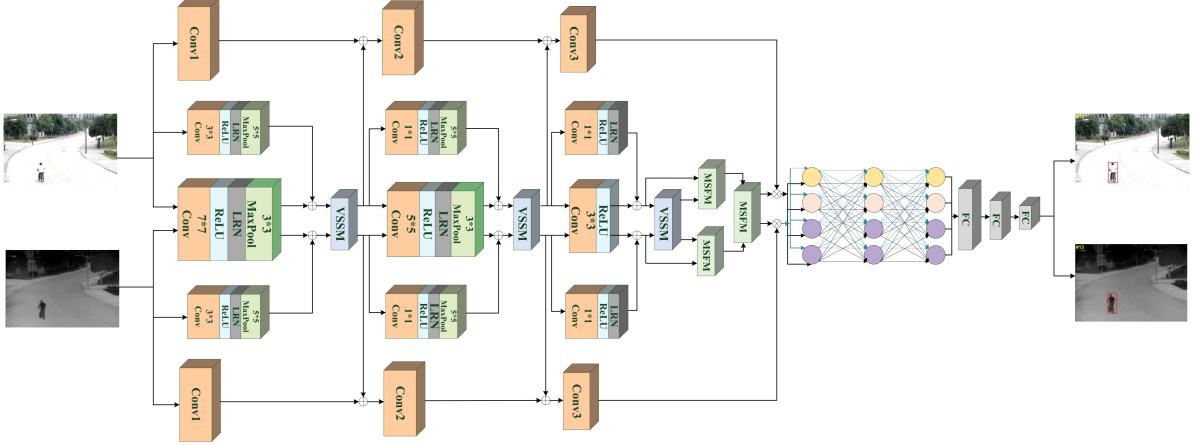 Conv1
Conv2
Conv3
3*3
Conv
ReLU
LRN
5*5
MaxPool
1*1
Conv
ReLU
LRN
5*5
MaxPool
1*1
Conv
ReLU
LRN
7*7
Conv
ReLU
LRN
3*3
MaxPool
VSSM
5*5
Conv
ReLU
LRN
3*3
MaxPool
VSSM
Conv
3*3
ReLU
VSSM
MSFM
MSFM
MSFM
FC
FC
FC
3*3
Conv
ReLU
LRN
5*5
MaxPool
1*1
Conv
ReLU
LRN
5*5
MaxPool
1*1
Conv
ReLU
LRN
Conv1
Conv2
Conv3
#13